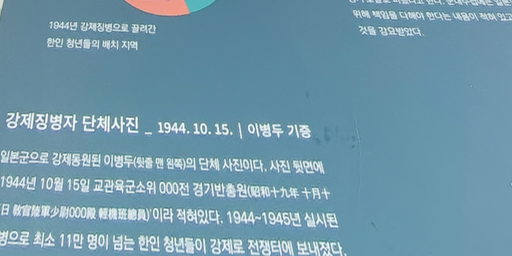 1944년 강제징병으로 끌려간
한인 청년들의 배치 지역
위해 책임을 다해야 한다는 내용이 적혀 있고
것을 강요받았다.
강제징병자 단체사진 _ 1944. 10. 15. | 이병두 기증
일본군으로 강제동원된 이병두(뒷줄 맨 왼쪽)의 단체 사진이다. 사진 뒷면에
1944년 10월 15일 교관육군소위 000전 경기반총원(昭和十九年 十月十
日 敎官陸軍少尉000殿 輕機班總員)'이라 적혀있다. 1944~1945년 실시된
병으로 최소 11만 명이 넘는 한인 청년들이 강제로 전쟁터에 보내졌다.